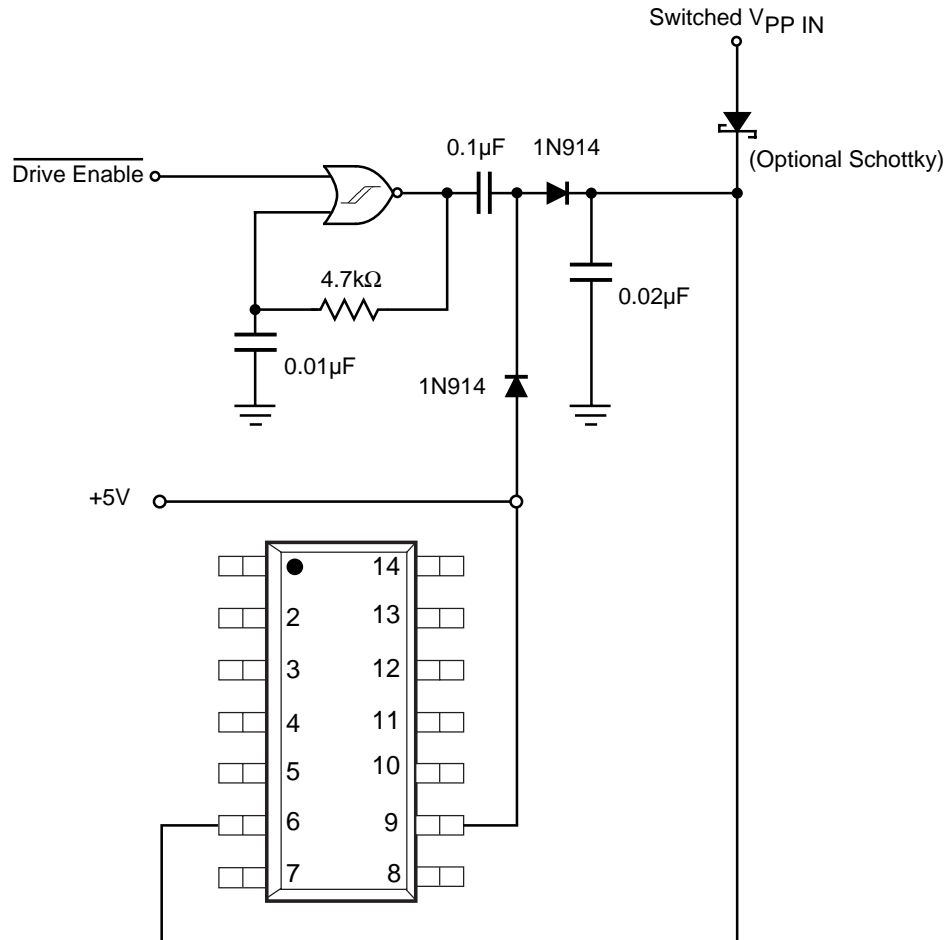 Switched VPP IN
(Optional Schottky)
0.1µF
1N914
Drive Enable
4.7kΩ
0.02µF
0.01µF
1N914
+5V
14
2
13
3
12
4
11
5
10
6
9
7
8